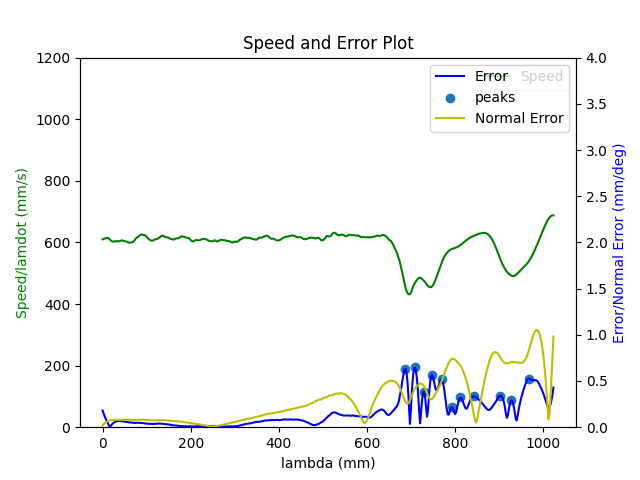 Speed and Error Plot
1200
1000
800
600
400
200
0
Speed/lamdot (mm/s)
4.0
3.5
3.0
2.5
2.0
1.5
1.0
0.5
0.0
Error/Normal Error (mm/deg)
Error
Speed
peaks
Normal Error
0 200 400 600 800 1000
lambda (mm)